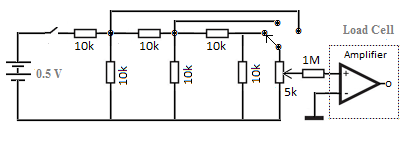 Load Cell
Amplifier
10k
10k
10k
1M
+
-
O
0.5 V
10k
10k
10k
5k